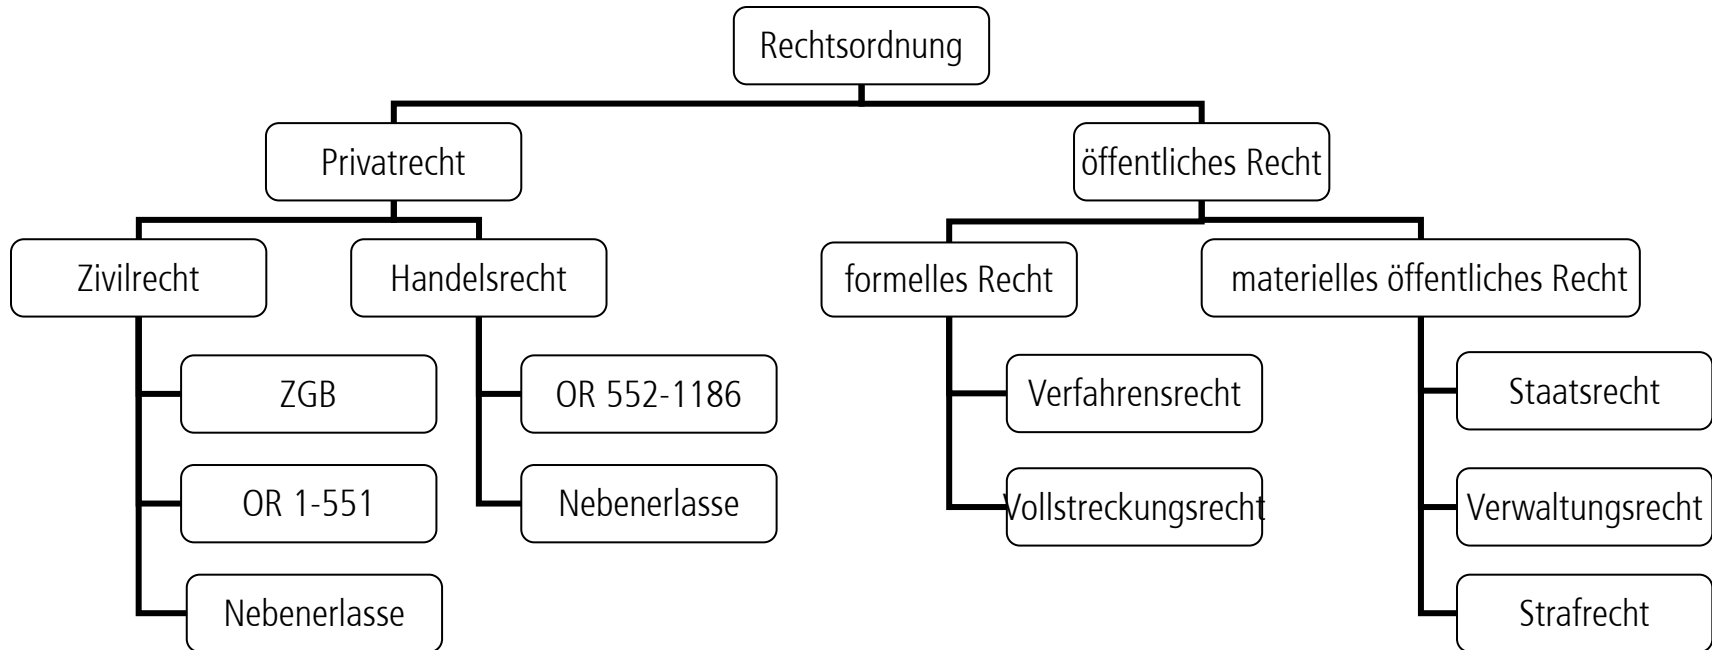 Rechtsordnung
Privatrecht
öffentliches Recht
Zivilrecht
Handelsrecht
formelles Recht
materielles öffentliches Recht
ZGB
OR 552-1186
Verfahrensrecht
Staatsrecht
OR 1-551
Nebenerlasse
Vollstreckungsrecht
Verwaltungsrecht
Nebenerlasse
Strafrecht